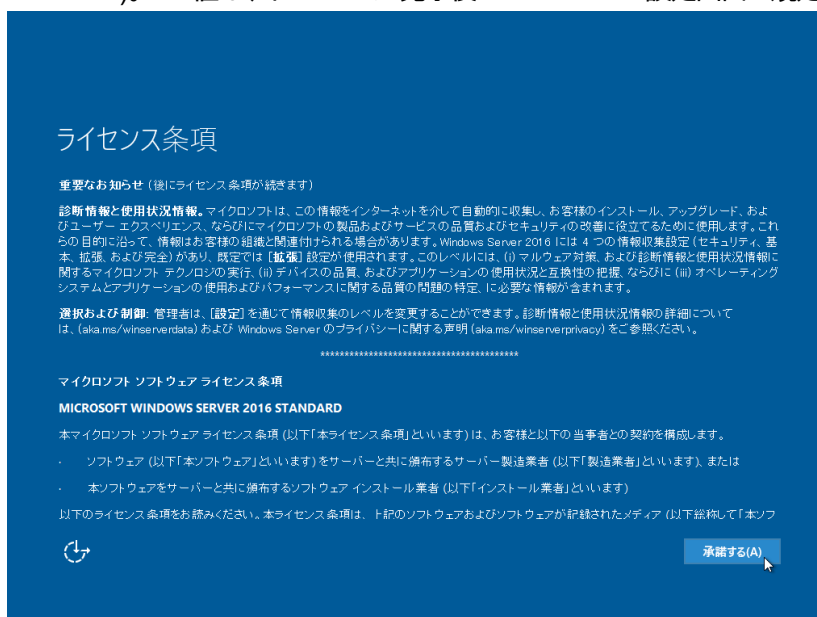 ライセンス条項
重要なお知らせ (後にライセンス条項が続きます)
診断情報と使用状況情報。マイクロソフトは、この情報をインターネットを介して自動的に収集し、お客様のインストール、アップグレード、およ
びユーザー エクスペリエンス、ならびにマイクロソフトの製品およびサービスの品質およびセキュリティの改善に役立てるために使用します。これ
らの目的に沿って、情報はお客様の組織と関連付けられる場合があります。Windows Server 2016 には 4 つの情報収集設定 (セキュリティ、基
本、拡張、および完全) があり、既定では [拡張] 設定が使用されます。このレベルには、(i) マルウェア対策、および診断情報と使用状況情報に
関するマイクロソフト テクノロジの実行、(ii) デバイスの品質、およびアプリケーションの使用状況と互換性の把握、ならびに (iii) オペレーティング
システムとアプリケーションの使用およびパフォーマンスに関する品質の問題の特定、に必要な情報が含まれます。
選択および制御: 管理者は、[設定] を通じて情報収集のレベルを変更することができます。診断情報と使用状況情報の詳細について
は、(aka.ms/winserverdata) および Windows Server のプライバシーに関する声明 (aka.ms/winserverprivacy) をご参照ください。
*****************************************
マイクロソフト ソフトウェア ライセンス条項
MICROSOFT WINDOWS SERVER 2016 STANDARD
本マイクロソフト ソフトウェア ライセンス条項 (以下「本ライセンス条項」といいます) は、お客様と以下の当事者との契約を構成します。
· ソフトウェア (以下「本ソフトウェア」といいます) をサーバーと共に頒布するサーバー製造業者 (以下「製造業者」といいます)、または
· 本ソフトウェアをサーバーと共に頒布するソフトウェア インストール業者 (以下「インストール業者」といいます)
以下のライセンス条項をお読みください。本ライセンス条項は、上記のソフトウェアおよびソフトウェアが記録されたメディア (以下総称して「本ソフ
承諾する(A)